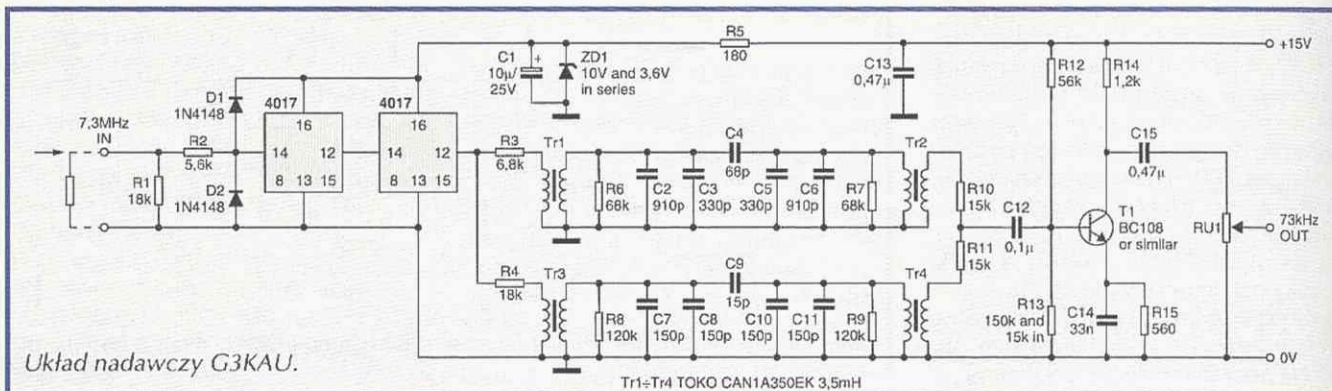 R5
180
+15V
C1
10µ/
25V
+
ZD1
10V and 3,6V
in series
C13
0,47µ
R12
56k
R14
1,2k
D1
1N4148
4017
4017
7,3MHz
IN
16
16
R2
5,6k
14
12
14
12
8 13 15
8 13 15
R1
18k
D2
1N4148
R3
6,8k
Tr1
C4
68p
Tr2
R6
68k
C2
910p
C3
330p
C5
330p
C6
910p
R7
68k
R10
15k
C12
0,1µ
R11
15k
C15
0,47µ
T1
BC108
or similar
RU1
73kHz
OUT
R4
18k
Tr3
C9
15p
Tr4
R8
120k
C7
150p
C8
150p
C10
150p
C11
150p
R9
120k
R13
150k and
15k in
C14
33n
R15
560
0V
Układ nadawczy G3KAU.
Tr1÷Tr4 TOKO CAN1A350EK 3,5mH